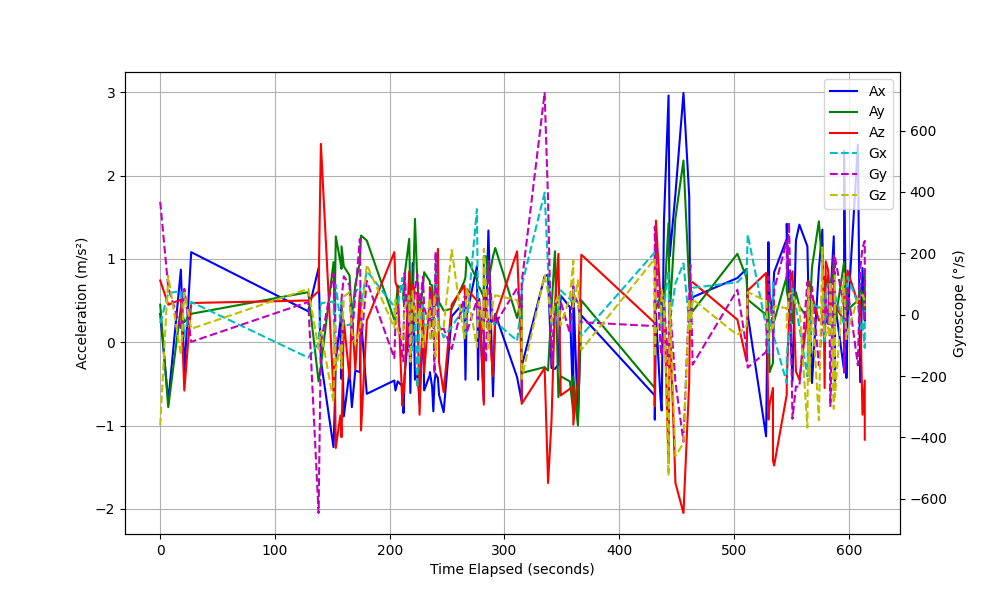 3
2
1
0
−1
−2
Acceleration (m/s²)
0
100
200
300
400
500
600
Time Elapsed (seconds)
600
400
200
0
−200
−400
−600
Gyroscope (°/s)
Ax
Ay
Az
Gx
Gy
Gz